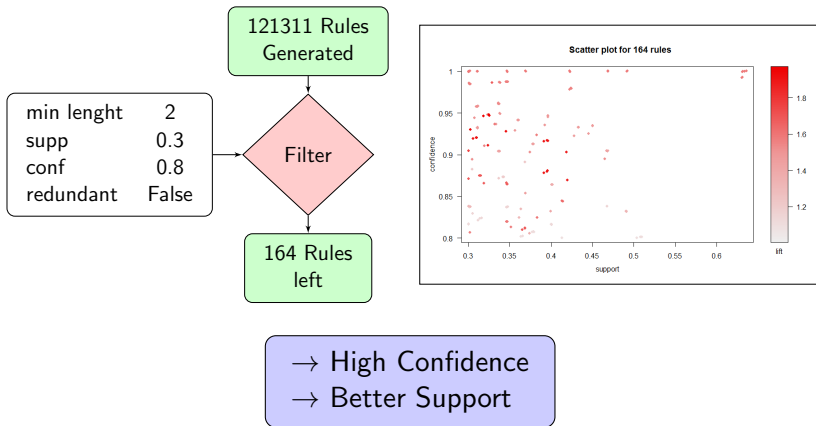 121311 Rules
Generated
min lenght 2
supp 0.3
conf 0.8
redundant False
Filter
164 Rules
left
Scatter plot for 164 rules
1
0.95
0.9
0.85
0.8
confidence
0.3 0.35 0.4 0.45 0.5 0.55 0.6
support
1.8
1.6
1.4
1.2
lift
→ High Confidence
→ Better Support